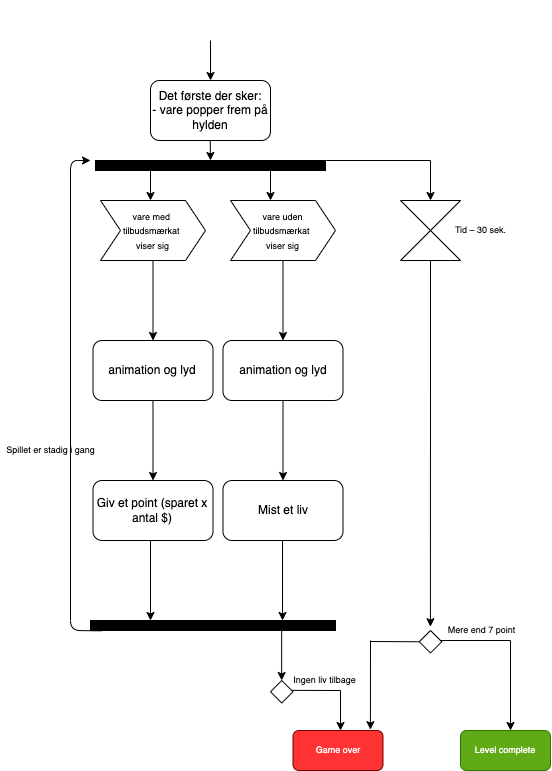 Det første der sker:
- vare popper frem på
hylden
vare med
tilbudsmærkat
viser sig
vare uden
tilbudsmærkat
viser sig
Tid – 30 sek.
animation og lyd
animation og lyd
Spillet er stadig i gang
Giv et point (sparet x
antal $)
Mist et liv
Mere end 7 point
Ingen liv tilbage
Game over
Level complete